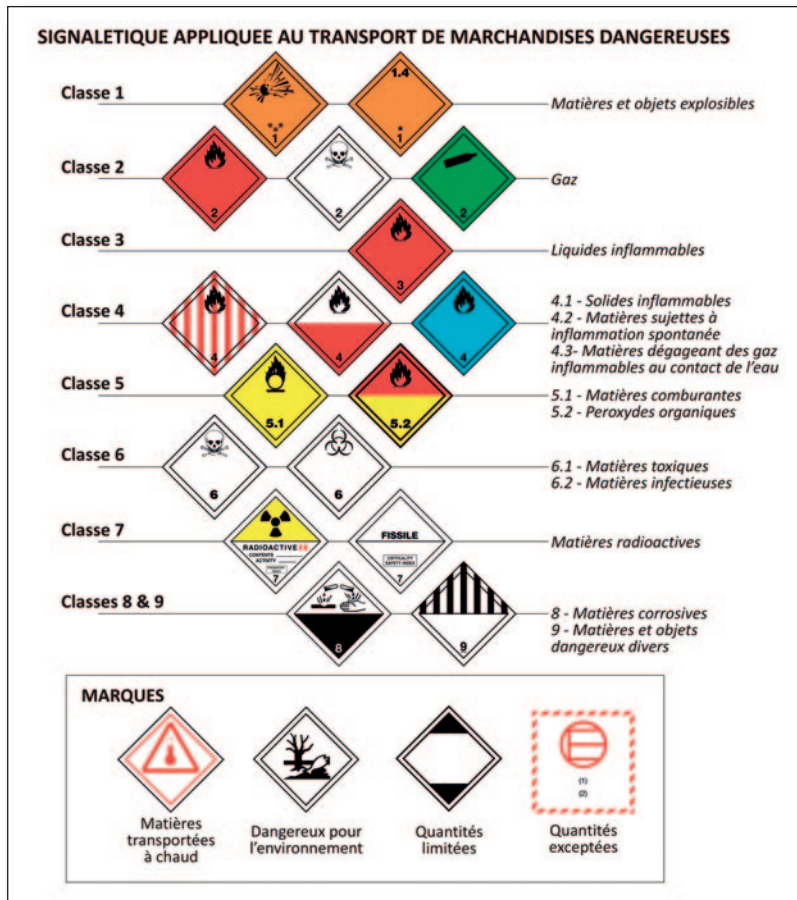 SIGNALETIQUE APPLIQUEE AU TRANSPORT DE MARCHANDISES DANGEREUSES
Classe 1
1
1.4
1
Matières et objets explosibles
Classe 2
2
2
2
Gaz
Classe 3
3
Liquides inflammables
Classe 4
4
4
4
4.1 - Solides inflammables
4.2 - Matières sujettes à
inflammation spontanée
4.3- Matières dégageant des gaz
inflammables au contact de l'eau
Classe 5
5.1
5.2
5.1 - Matières comburantes
5.2 - Peroxydes organiques
Classe 6
6
6
6.1 - Matières toxiques
6.2 - Matières infectieuses
Classe 7
RADIOACTIVE
CONTENTS
ACTIVITY
7
FISSILE
CRITICALITY
SAFETY INDEX
7
Matières radioactives
Classes 8 & 9
8
9
8 - Matières corrosives
9 - Matières et objets
dangereux divers
MARQUES
Matières
transportées
à chaud
Dangereux pour
l'environnement
Quantités
limitées
(1)
(2)
Quantités
exceptées